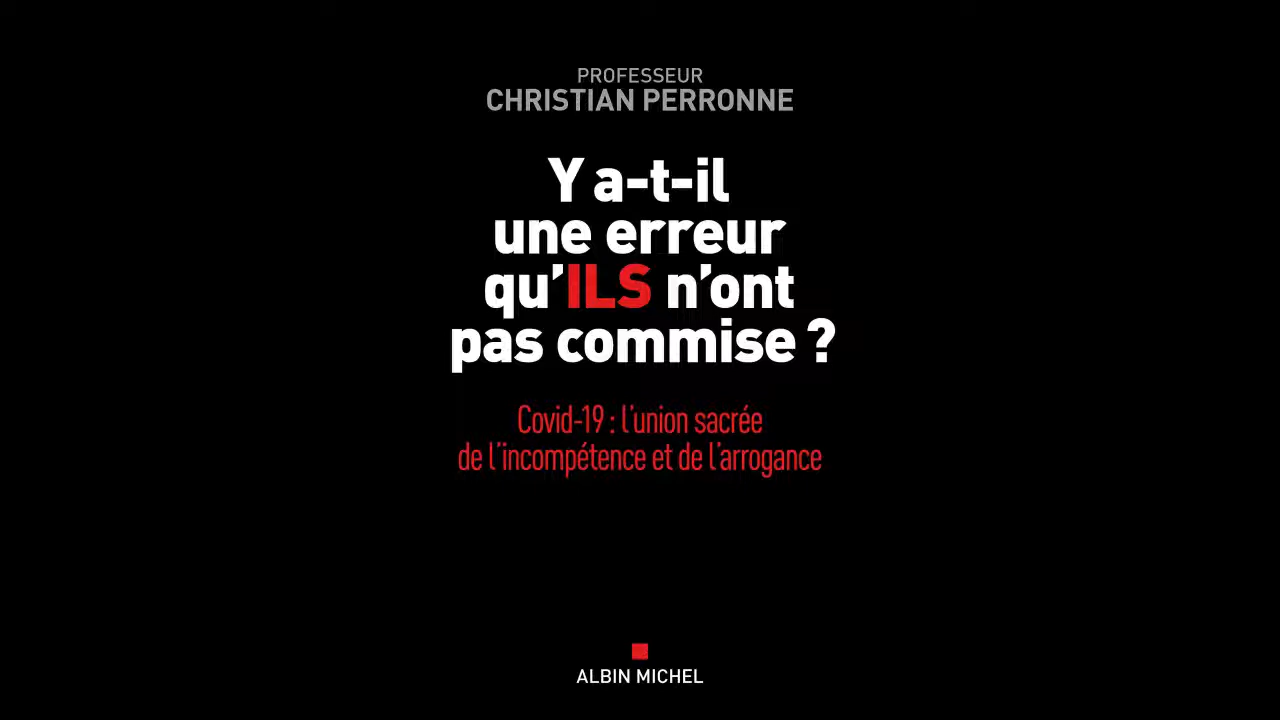 PROFESSEUR
CHRISTIAN PERRONNE
Y a-t-il
une erreur
qu'ILS n'ont
pas commise ?
Covid-19 : l'union sacrée
de l'incompétence et de l'arrogance
ALBIN MICHEL